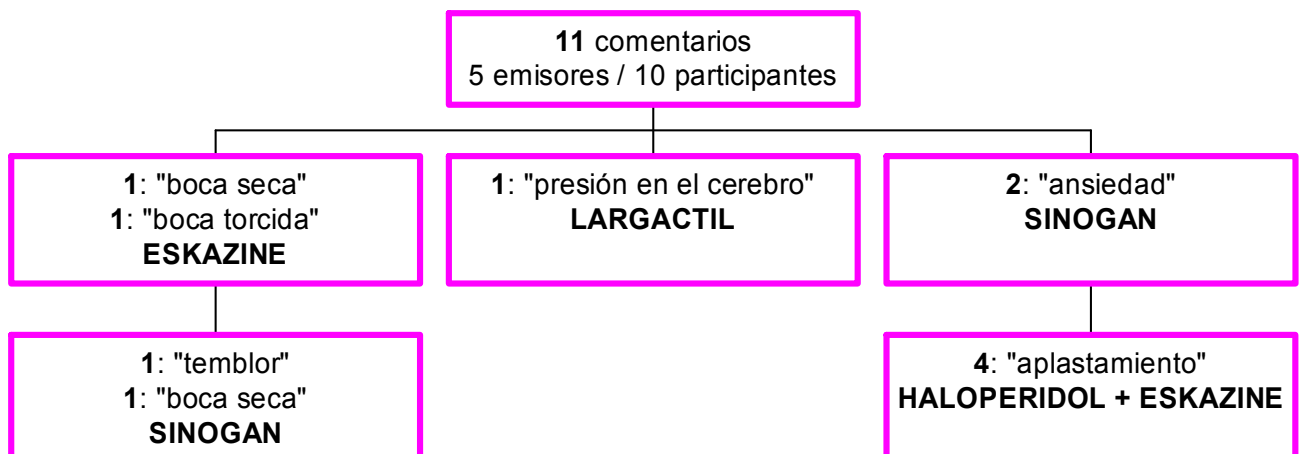 11 comentarios
5 emisores / 10 participantes
1: "boca seca"
1: "boca torcida"
ESKAZINE
1: "presión en el cerebro"
LARGACTIL
2: "ansiedad"
SINOGAN
1: "temblor"
1: "boca seca"
SINOGAN
4: "aplastamiento"
HALOPERIDOL + ESKAZINE